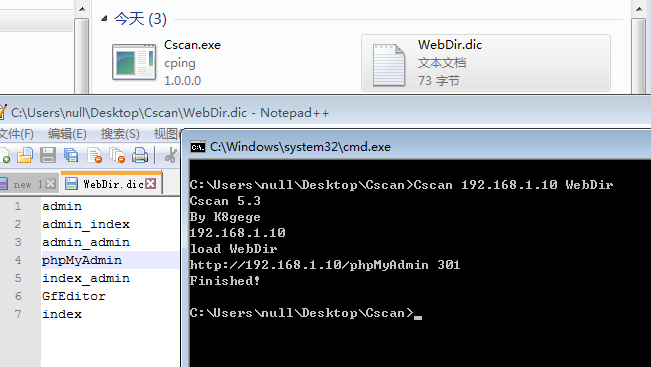 今天 (3)
Cscan.exe
cping
1.0.0.0
WebDir.dic
文本文档
73 字节
C:\Users\null\Desktop\Cscan\WebDir.dic - Notepad++
文件(F) 编辑(E) 搜索(S) 视图
new 1
WebDir.dic
1 admin
2 admin_index
3 admin_admin
4 phpMyAdmin
5 index_admin
6 GfEditor
7 index
C:\Windows\system32\cmd.exe
C:\Users\null\Desktop\Cscan>Cscan 192.168.1.10 WebDir
Cscan 5.3
By K8gege
192.168.1.10
load WebDir
http://192.168.1.10/phpMyAdmin 301
Finished!
C:\Users\null\Desktop\Cscan>_